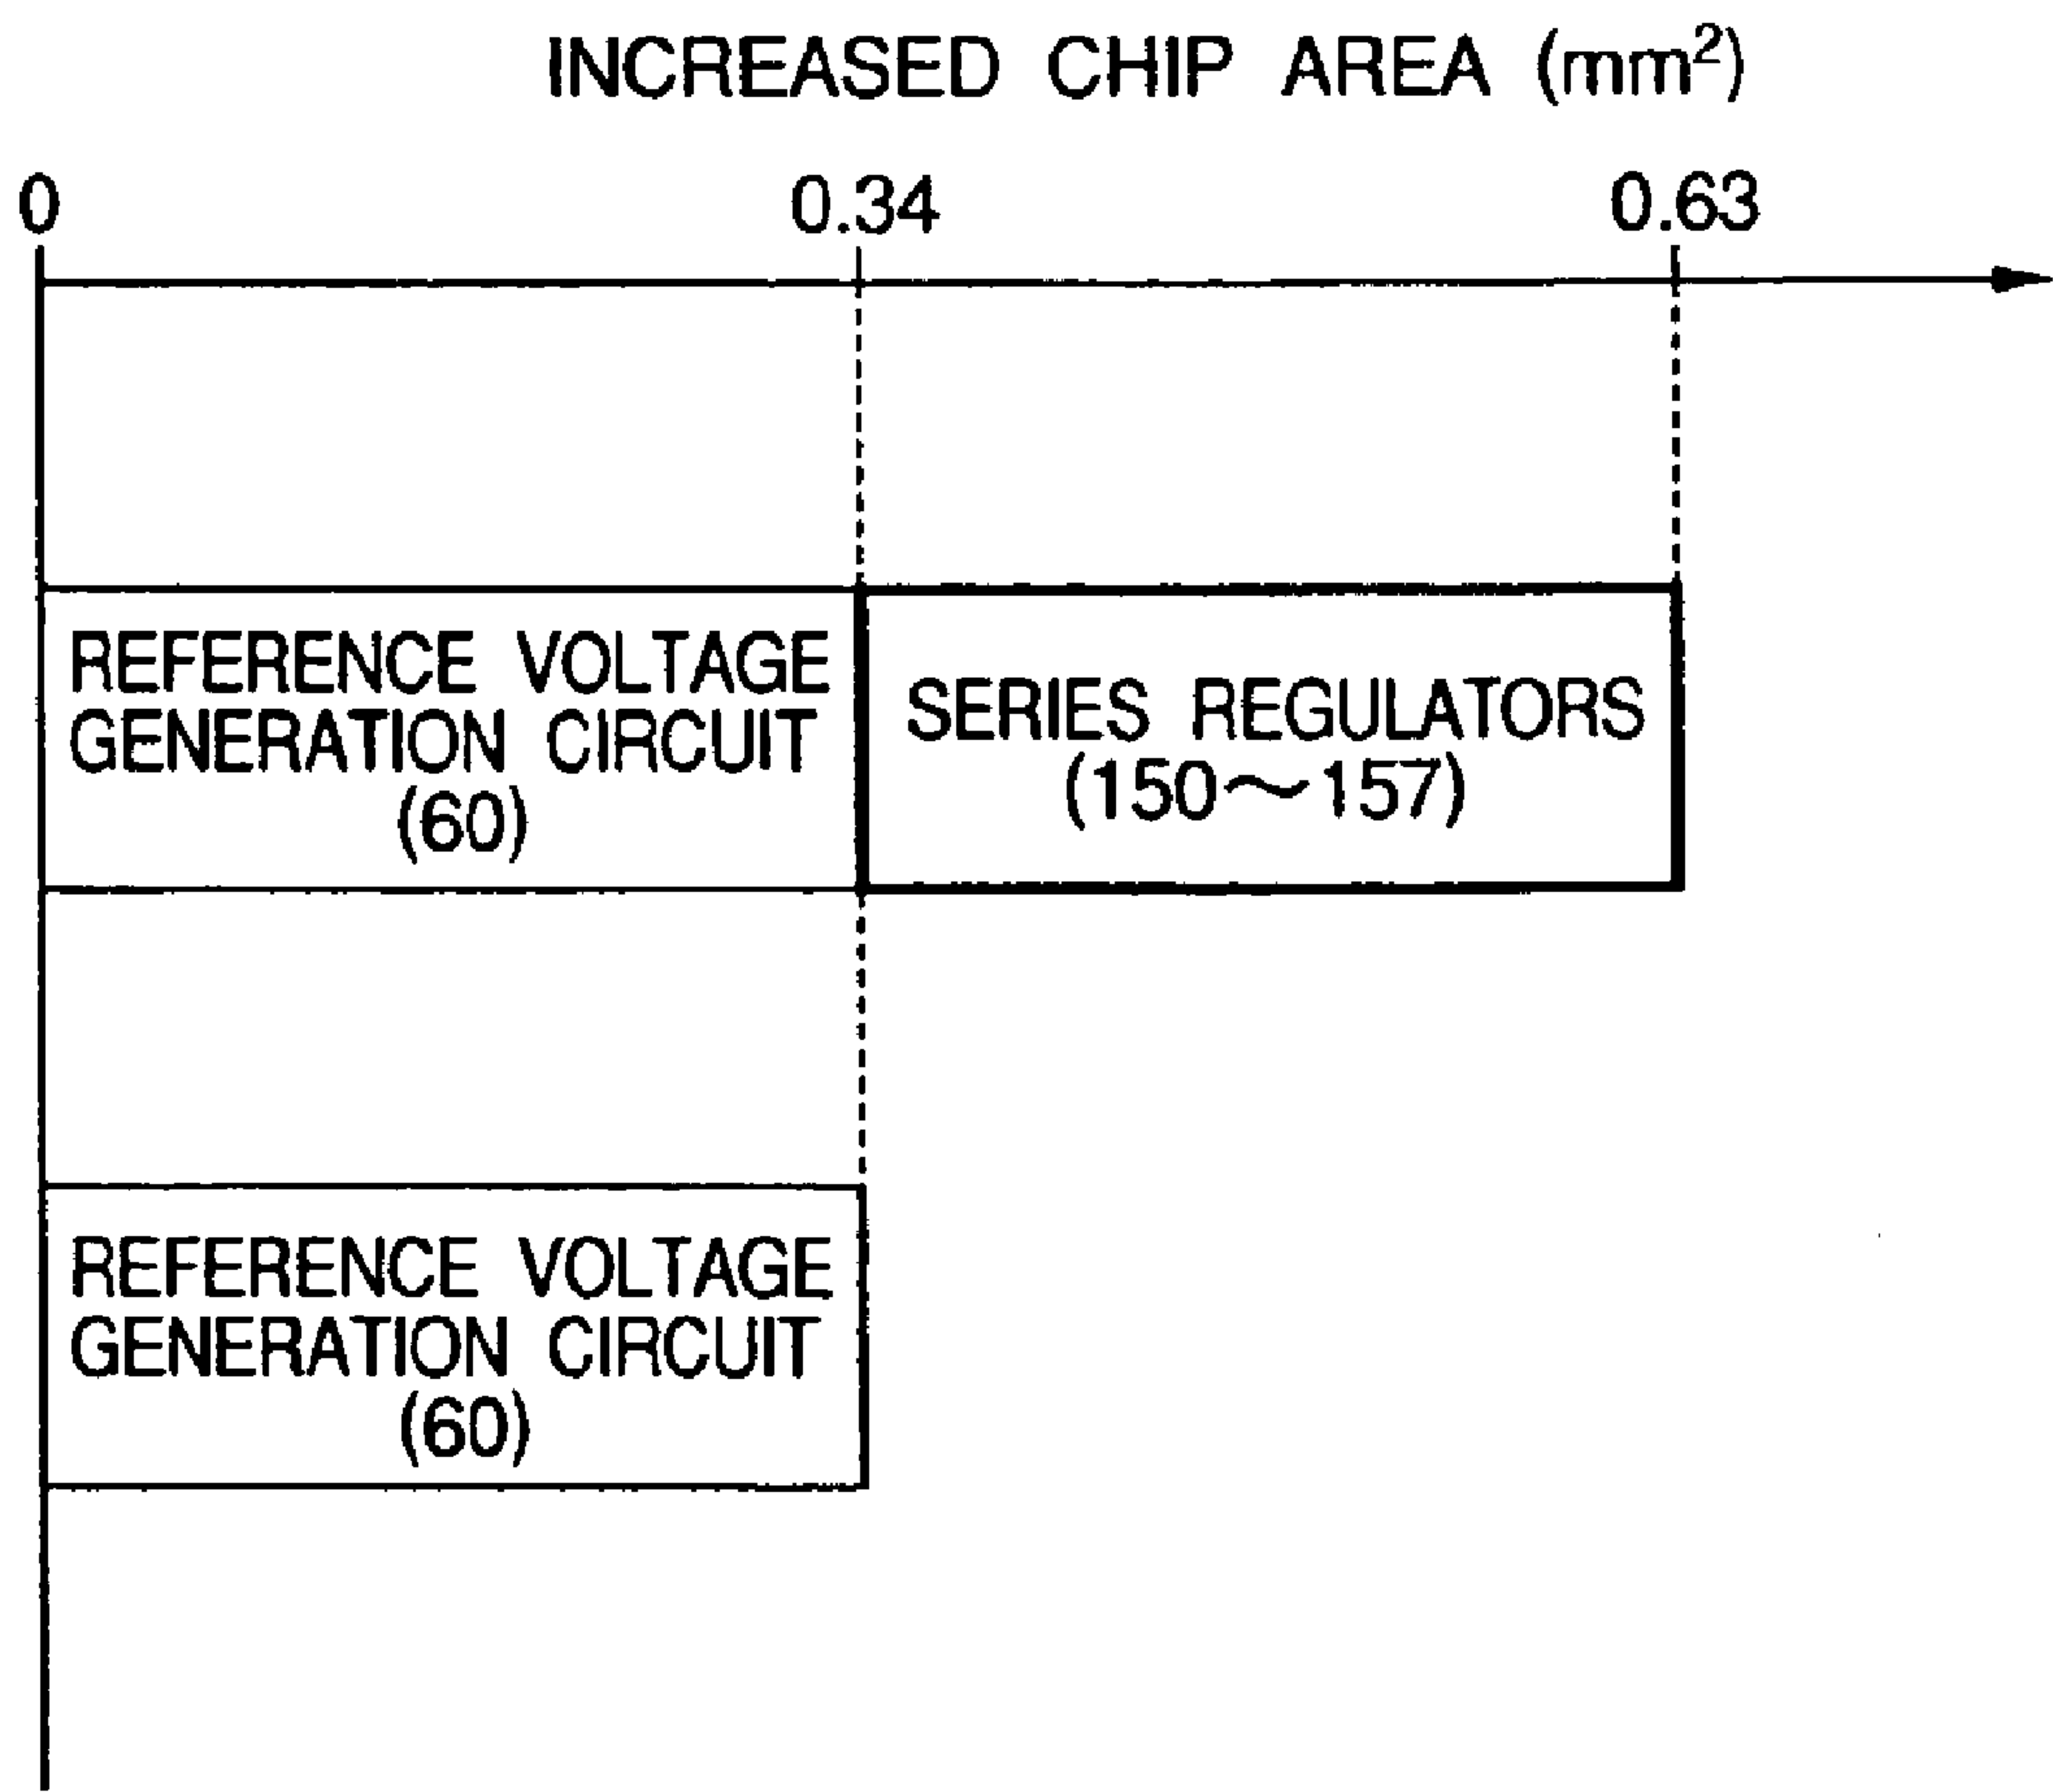 INCREASED CHIP AREA (mm²)
0 0.34 0.63
REFERENCE VOLTAGE
GENERATION CIRCUIT
(60)
SERIES REGULATORS
(150～157)
REFERENCE VOLTAGE
GENERATION CIRCUIT
(60)